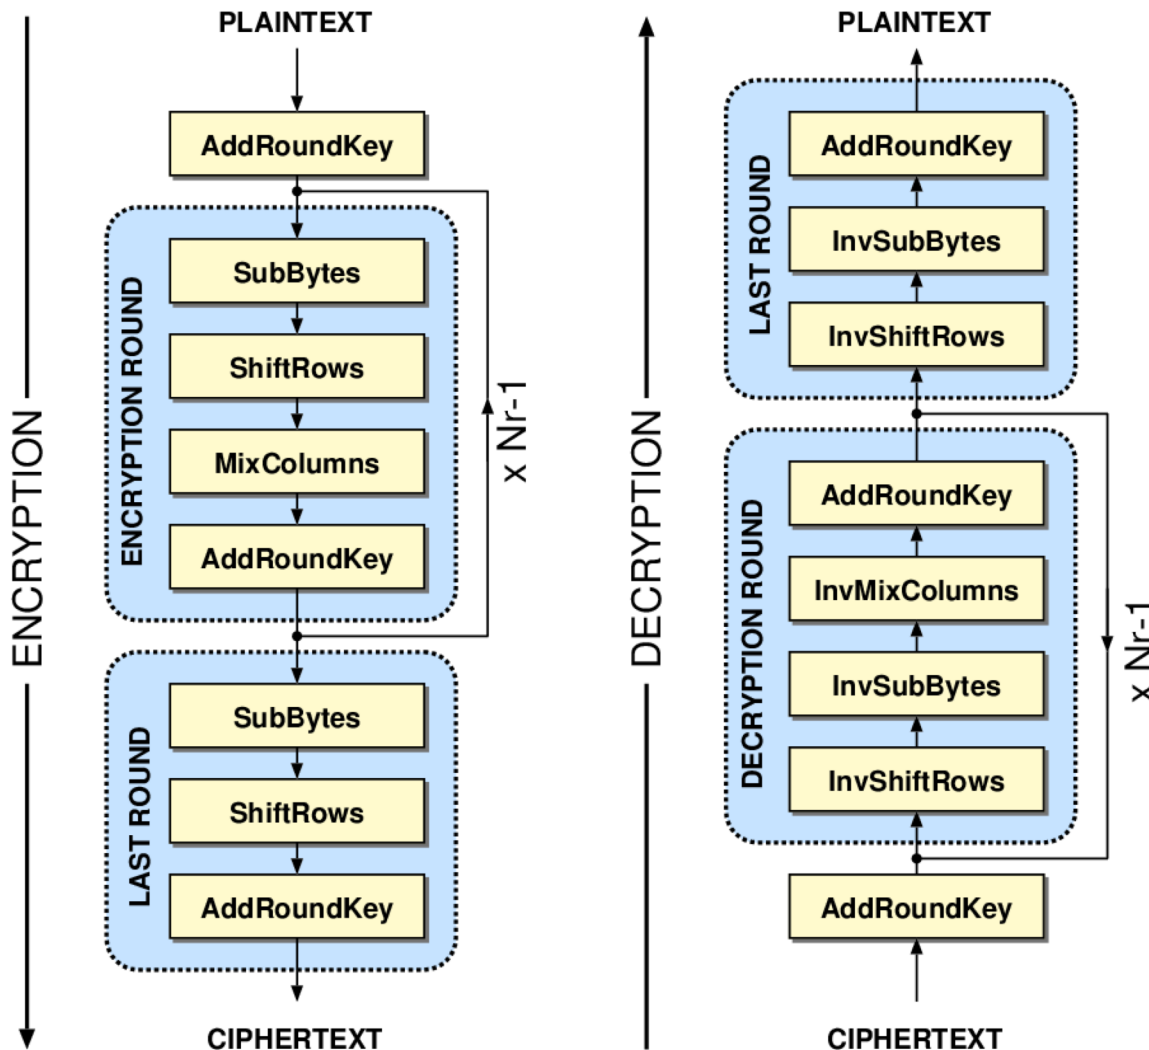 PLAINTEXT
AddRoundKey
ENCRYPTION ROUND
SubBytes
ShiftRows
MixColumns
AddRoundKey
x Nr-1
ENCRYPTION
LAST ROUND
SubBytes
ShiftRows
AddRoundKey
CIPHERTEXT
PLAINTEXT
LAST ROUND
AddRoundKey
InvSubBytes
InvShiftRows
DECRYPTION
DECRYPTION ROUND
AddRoundKey
InvMixColumns
InvSubBytes
InvShiftRows
x Nr-1
AddRoundKey
CIPHERTEXT